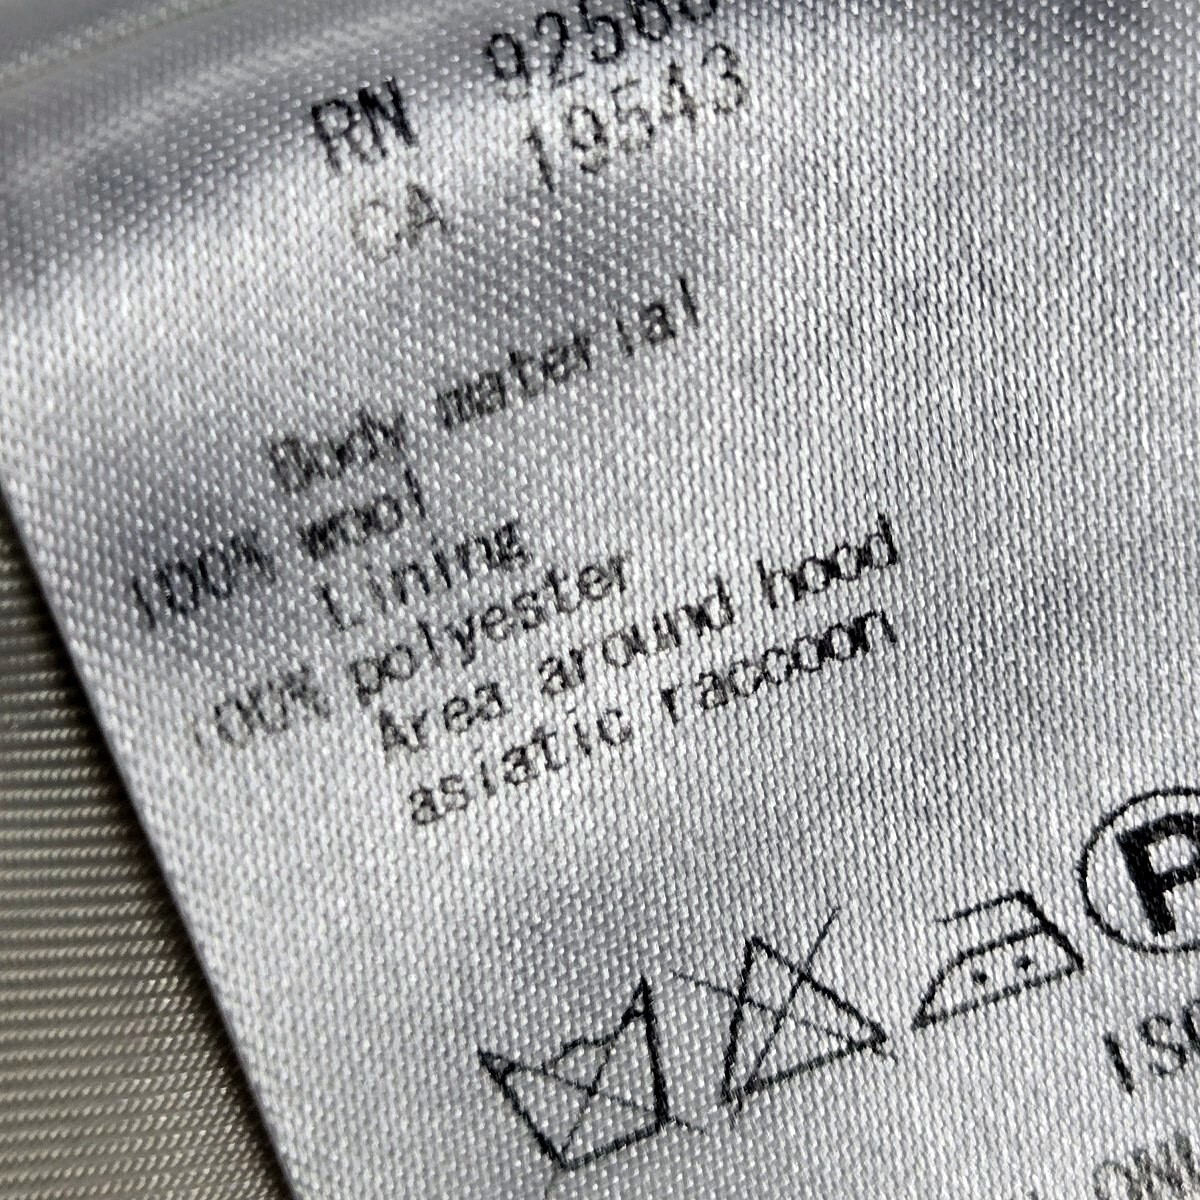 RN
CA 19543
Body material
100% wool
Lining
100% polyester
Area around hood
asiatic raccoon
P